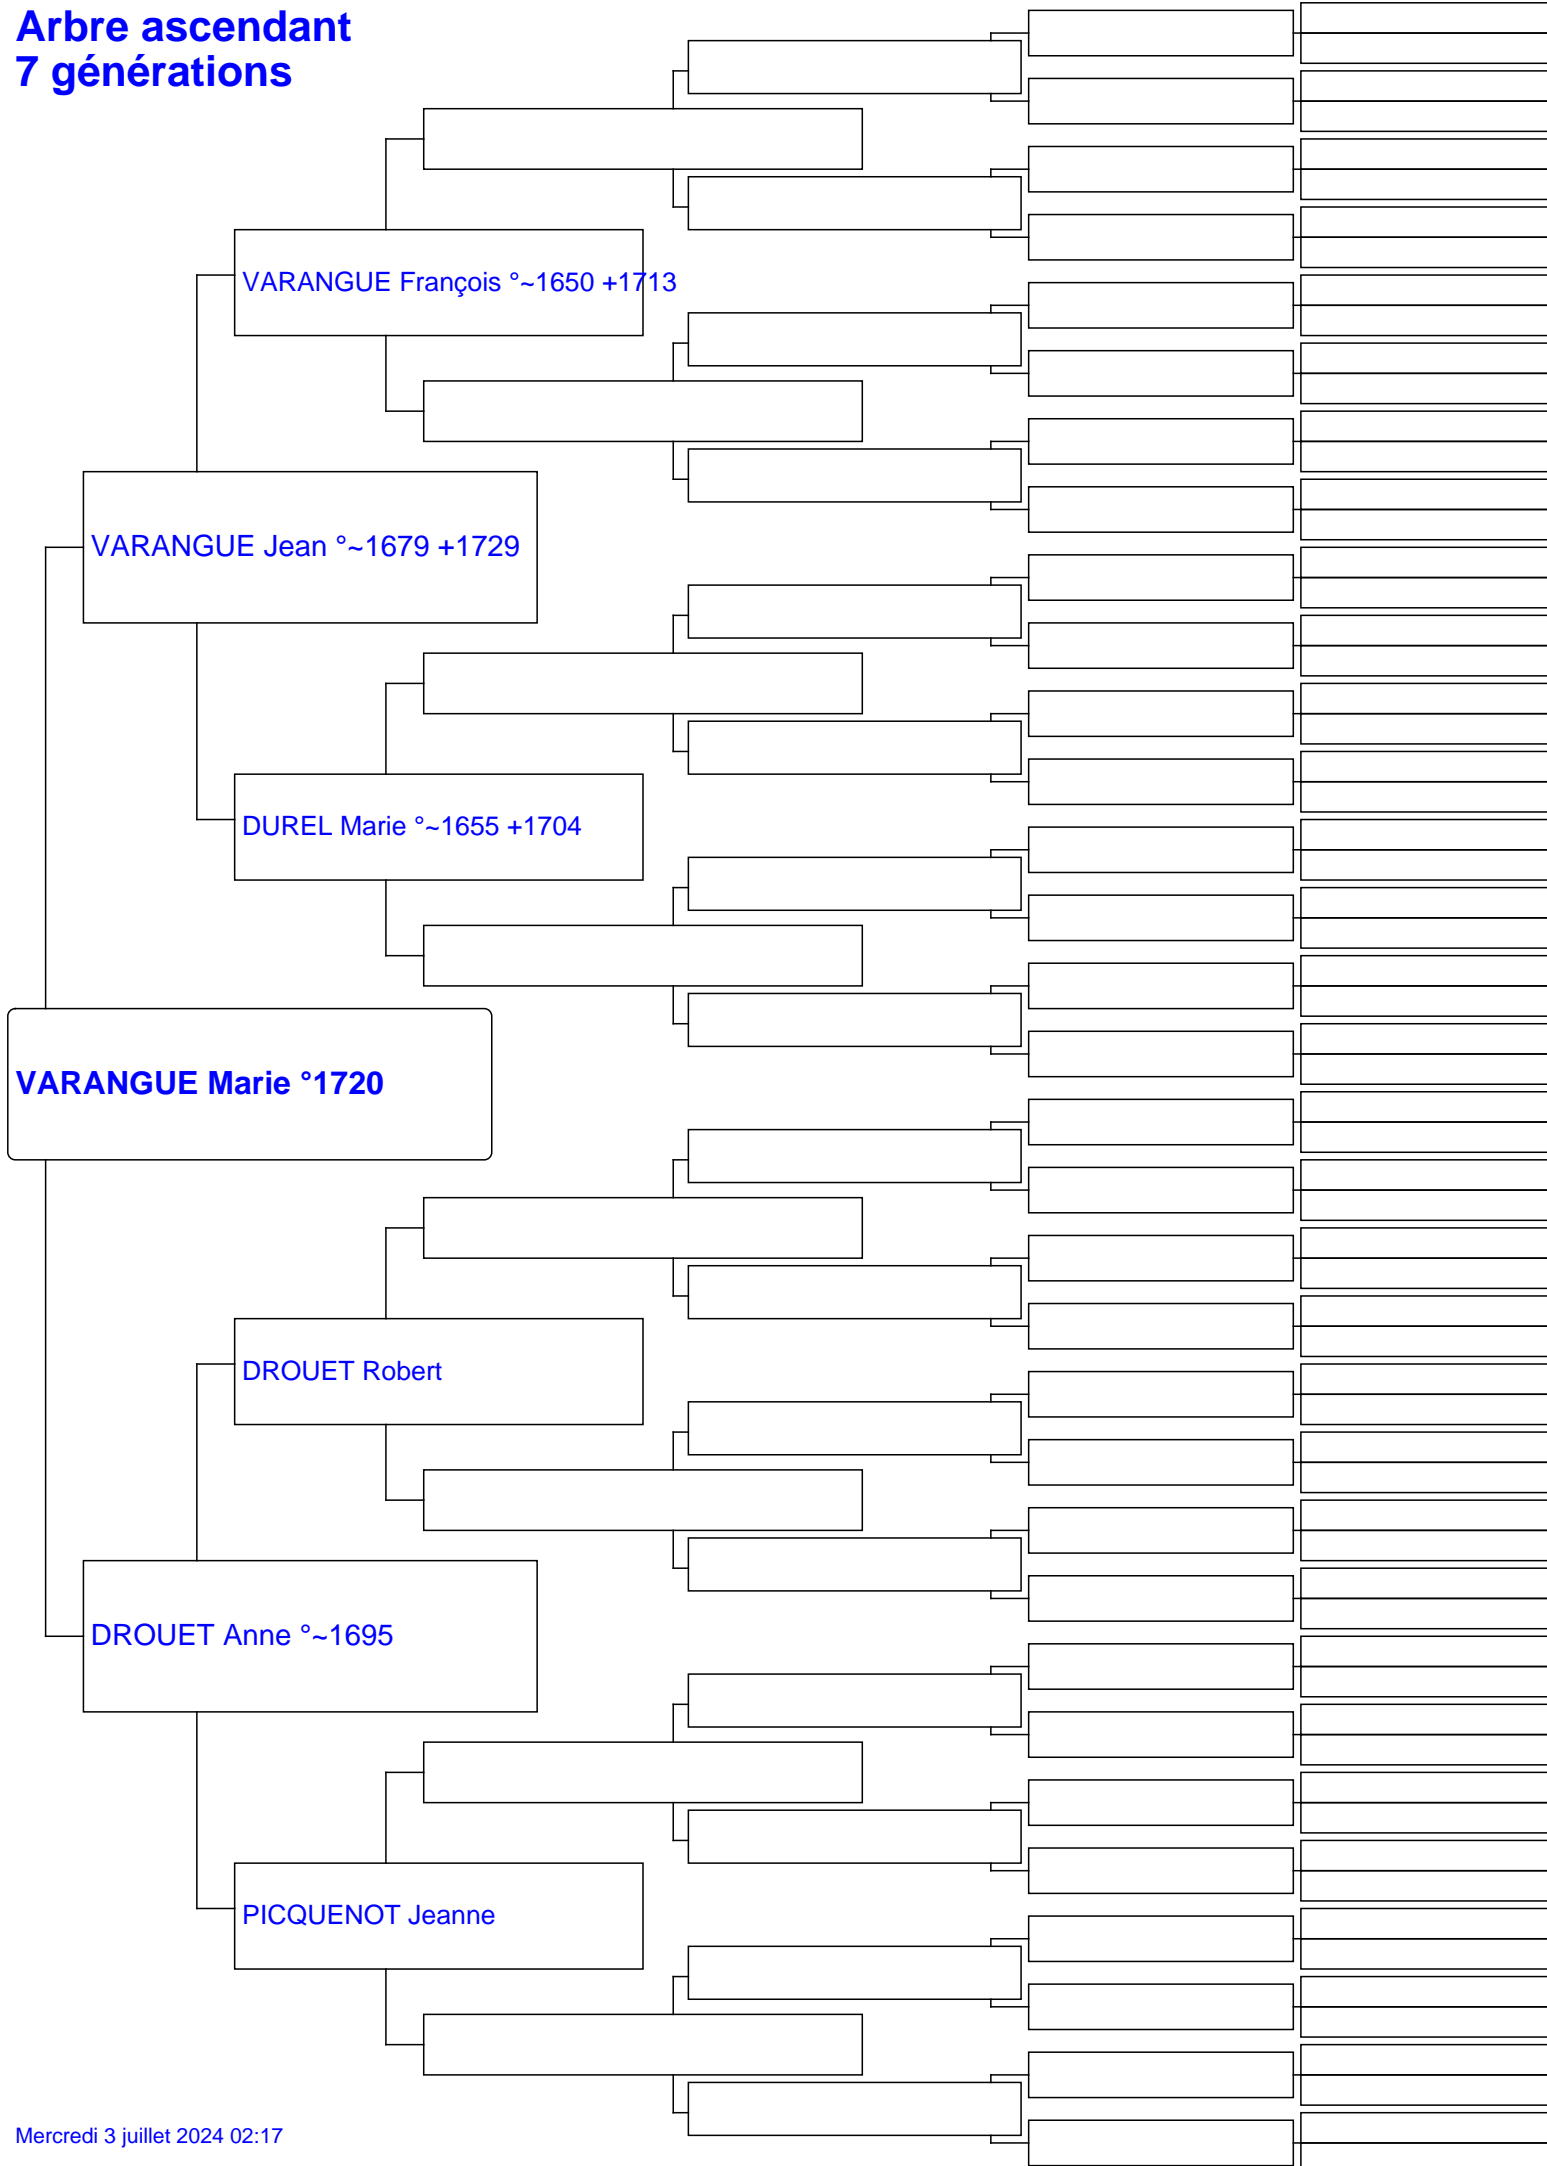 Arbre ascendant
7 générations
VARANGUE François °~1650 +1713
VARANGUE Jean °~1679 +1729
DUREL Marie °~1655 +1704
VARANGUE Marie °1720
DROUET Robert
DROUET Anne °~1695
PICQUENOT Jeanne
Mercredi 3 juillet 2024 02:17